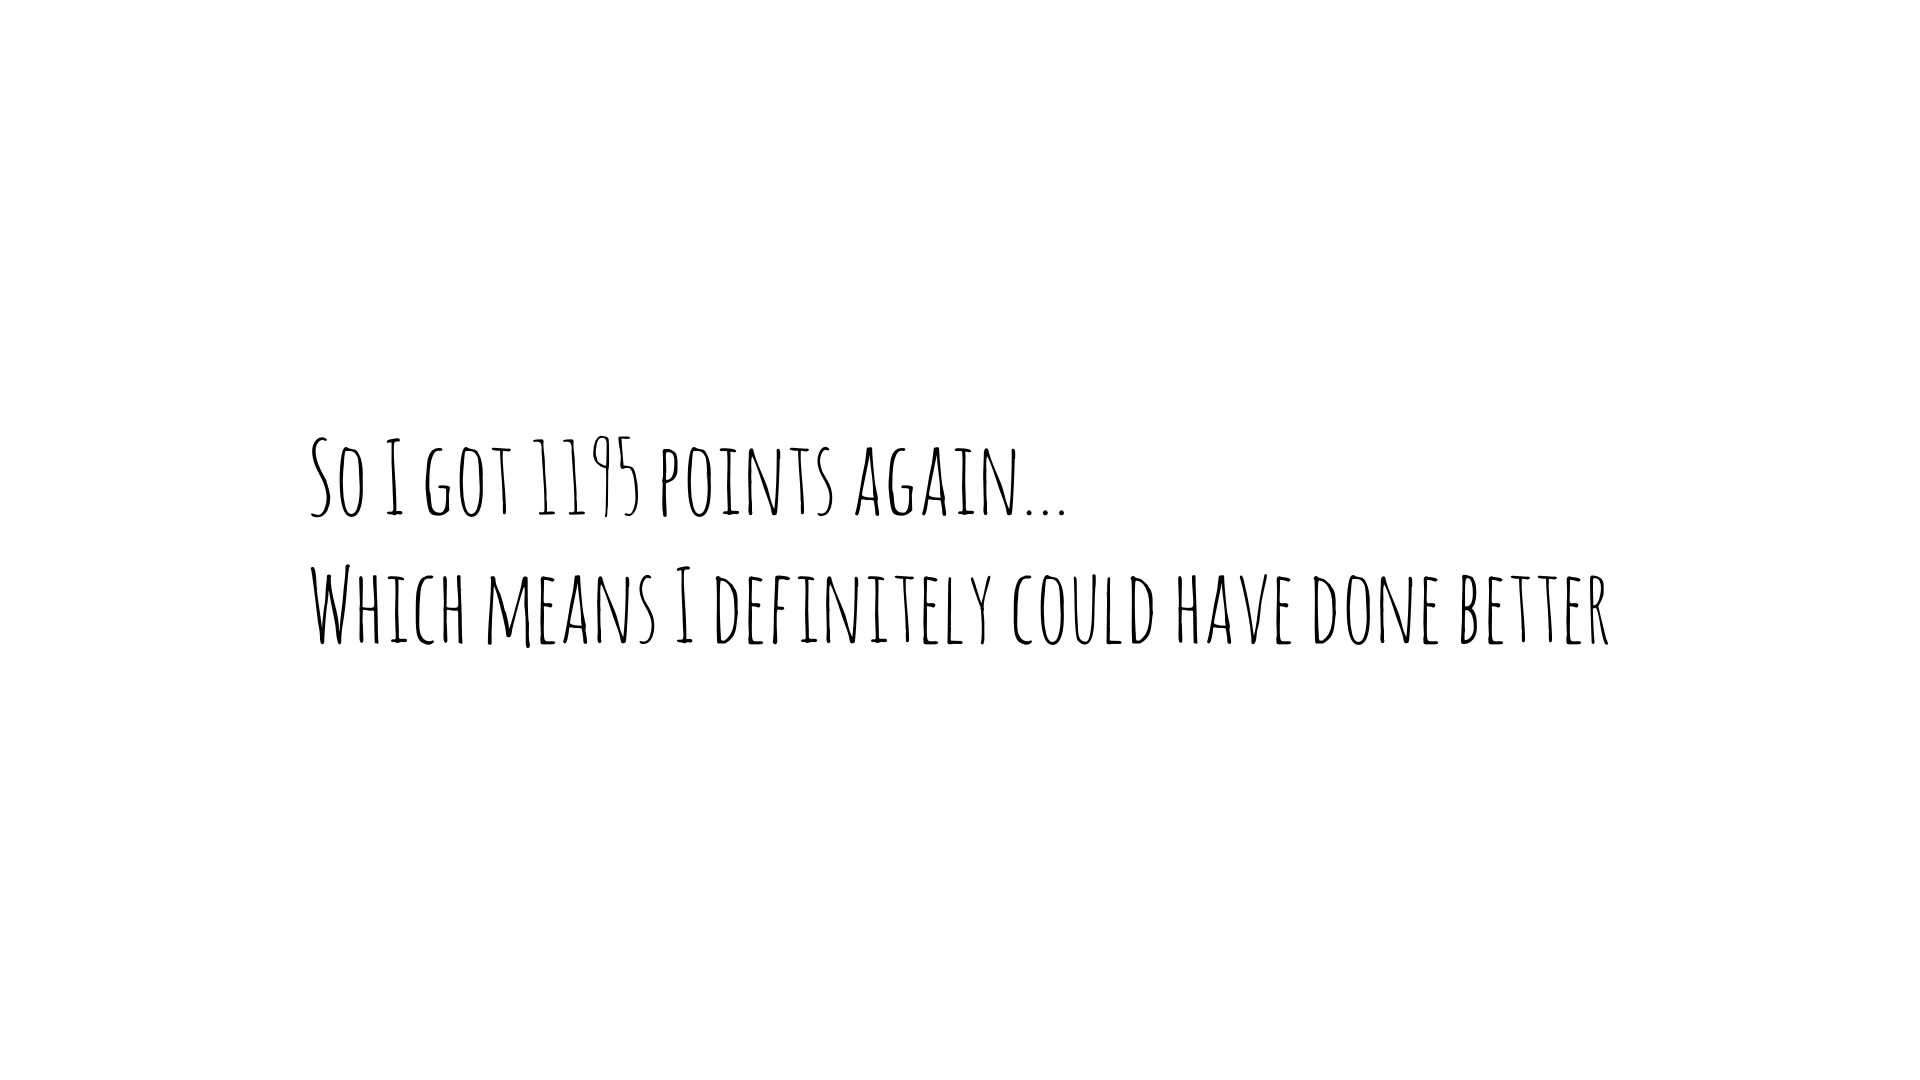 So I got 1195 points again...
Which means I definitely could have done better